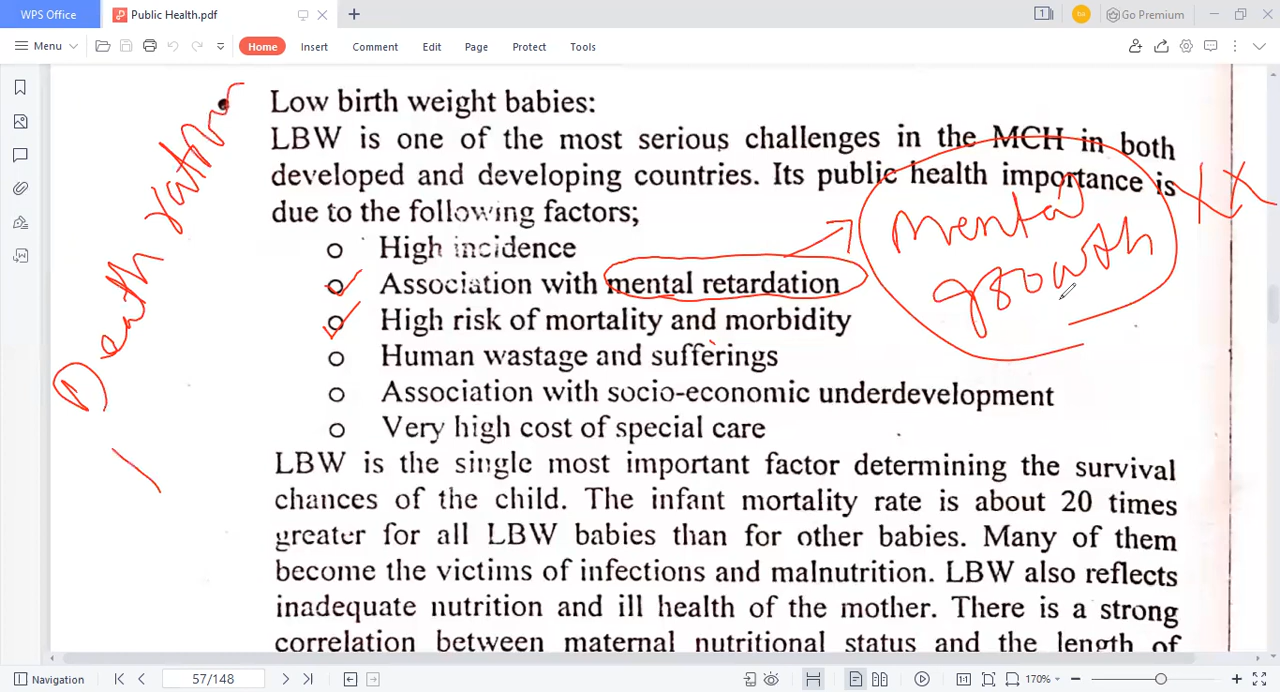 WPS Office
Public Health.pdf
1
Go Premium
Menu
Home
Insert
Comment
Edit
Page
Protect
Tools
Low birth weight babies:
LBW is one of the most serious challenges in the MCH in both
developed and developing countries. Its public health importance is
due to the following factors;
High incidence
Association with mental retardation
High risk of mortality and morbidity
Human wastage and sufferings
Association with socio-economic underdevelopment
Very high cost of special care
LBW is the single most important factor determining the survival
chances of the child. The infant mortality rate is about 20 times
greater for all LBW babies than for other babies. Many of them
become the victims of infections and malnutrition. LBW also reflects
inadequate nutrition and ill health of the mother. There is a strong
correlation between maternal nutritional status and the length of
mental
growth
XX
Death
Navigation
57/148
170%